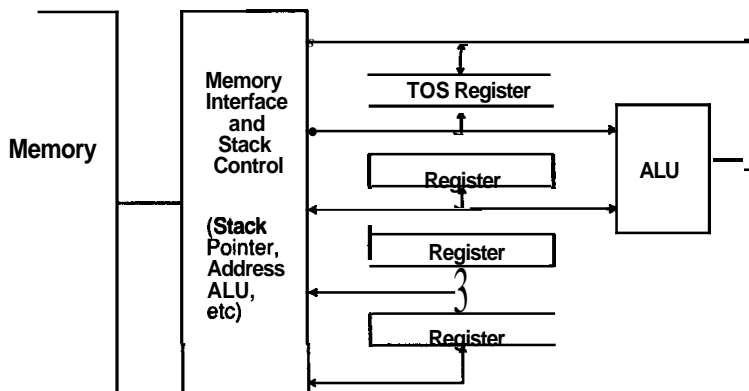 Memory
Memory
Interface
and
Stack
Control
(Stack
Pointer,
Address
ALU,
etc)
TOS Register
Register
Register
Register
ALU